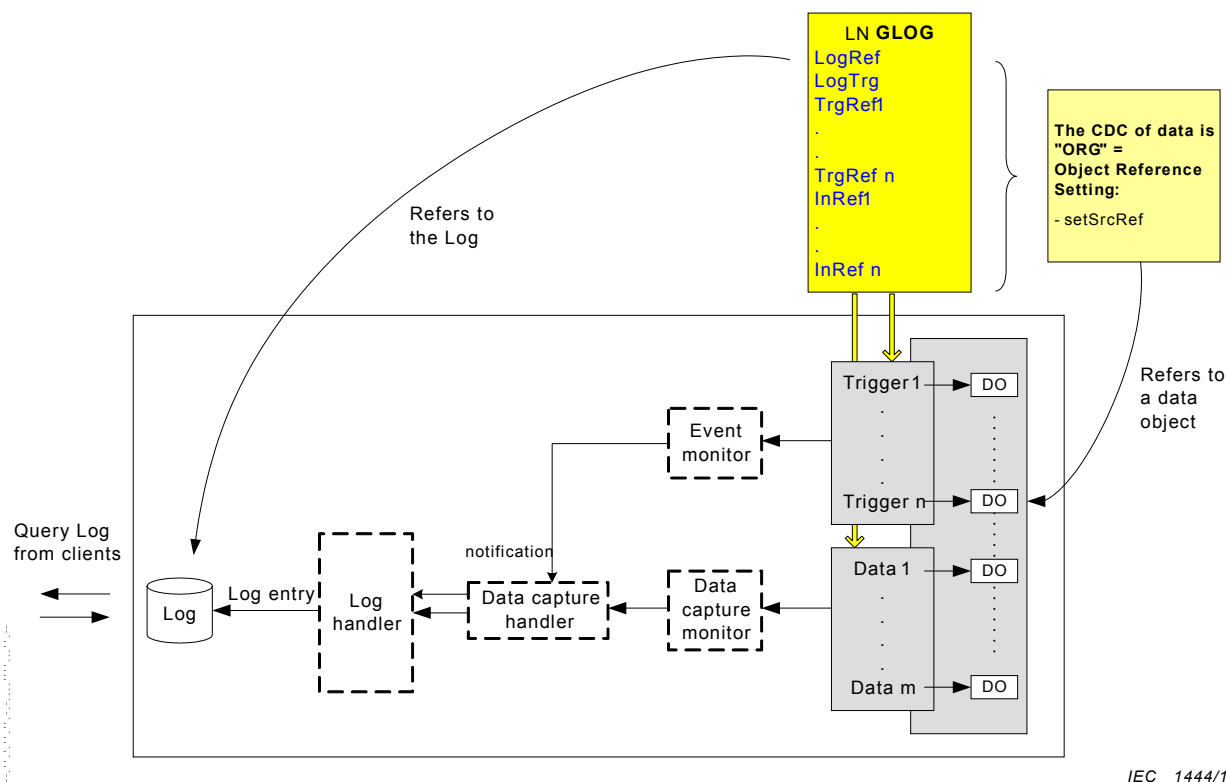 LN GLOG
LogRef
LogTrg
TrgRef1
.
.
TrgRef n
InRef1
.
.
InRef n
The CDC of data is
"ORG" =
Object Reference
Setting:
- setSrcRef
Refers to
the Log
Refers to
a data
object
Trigger 1
.
.
.
.
Trigger n
DO
DO
Event
monitor
notification
Data 1
.
.
.
.
Data m
DO
DO
Data
capture
monitor
Data capture
handler
Log
handler
Log entry
Log
Query Log
from clients
IEC 1444/1